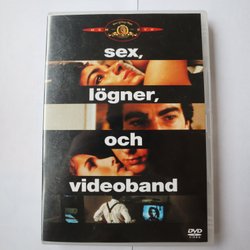 sex,
lögner,
och
videoband
DVD